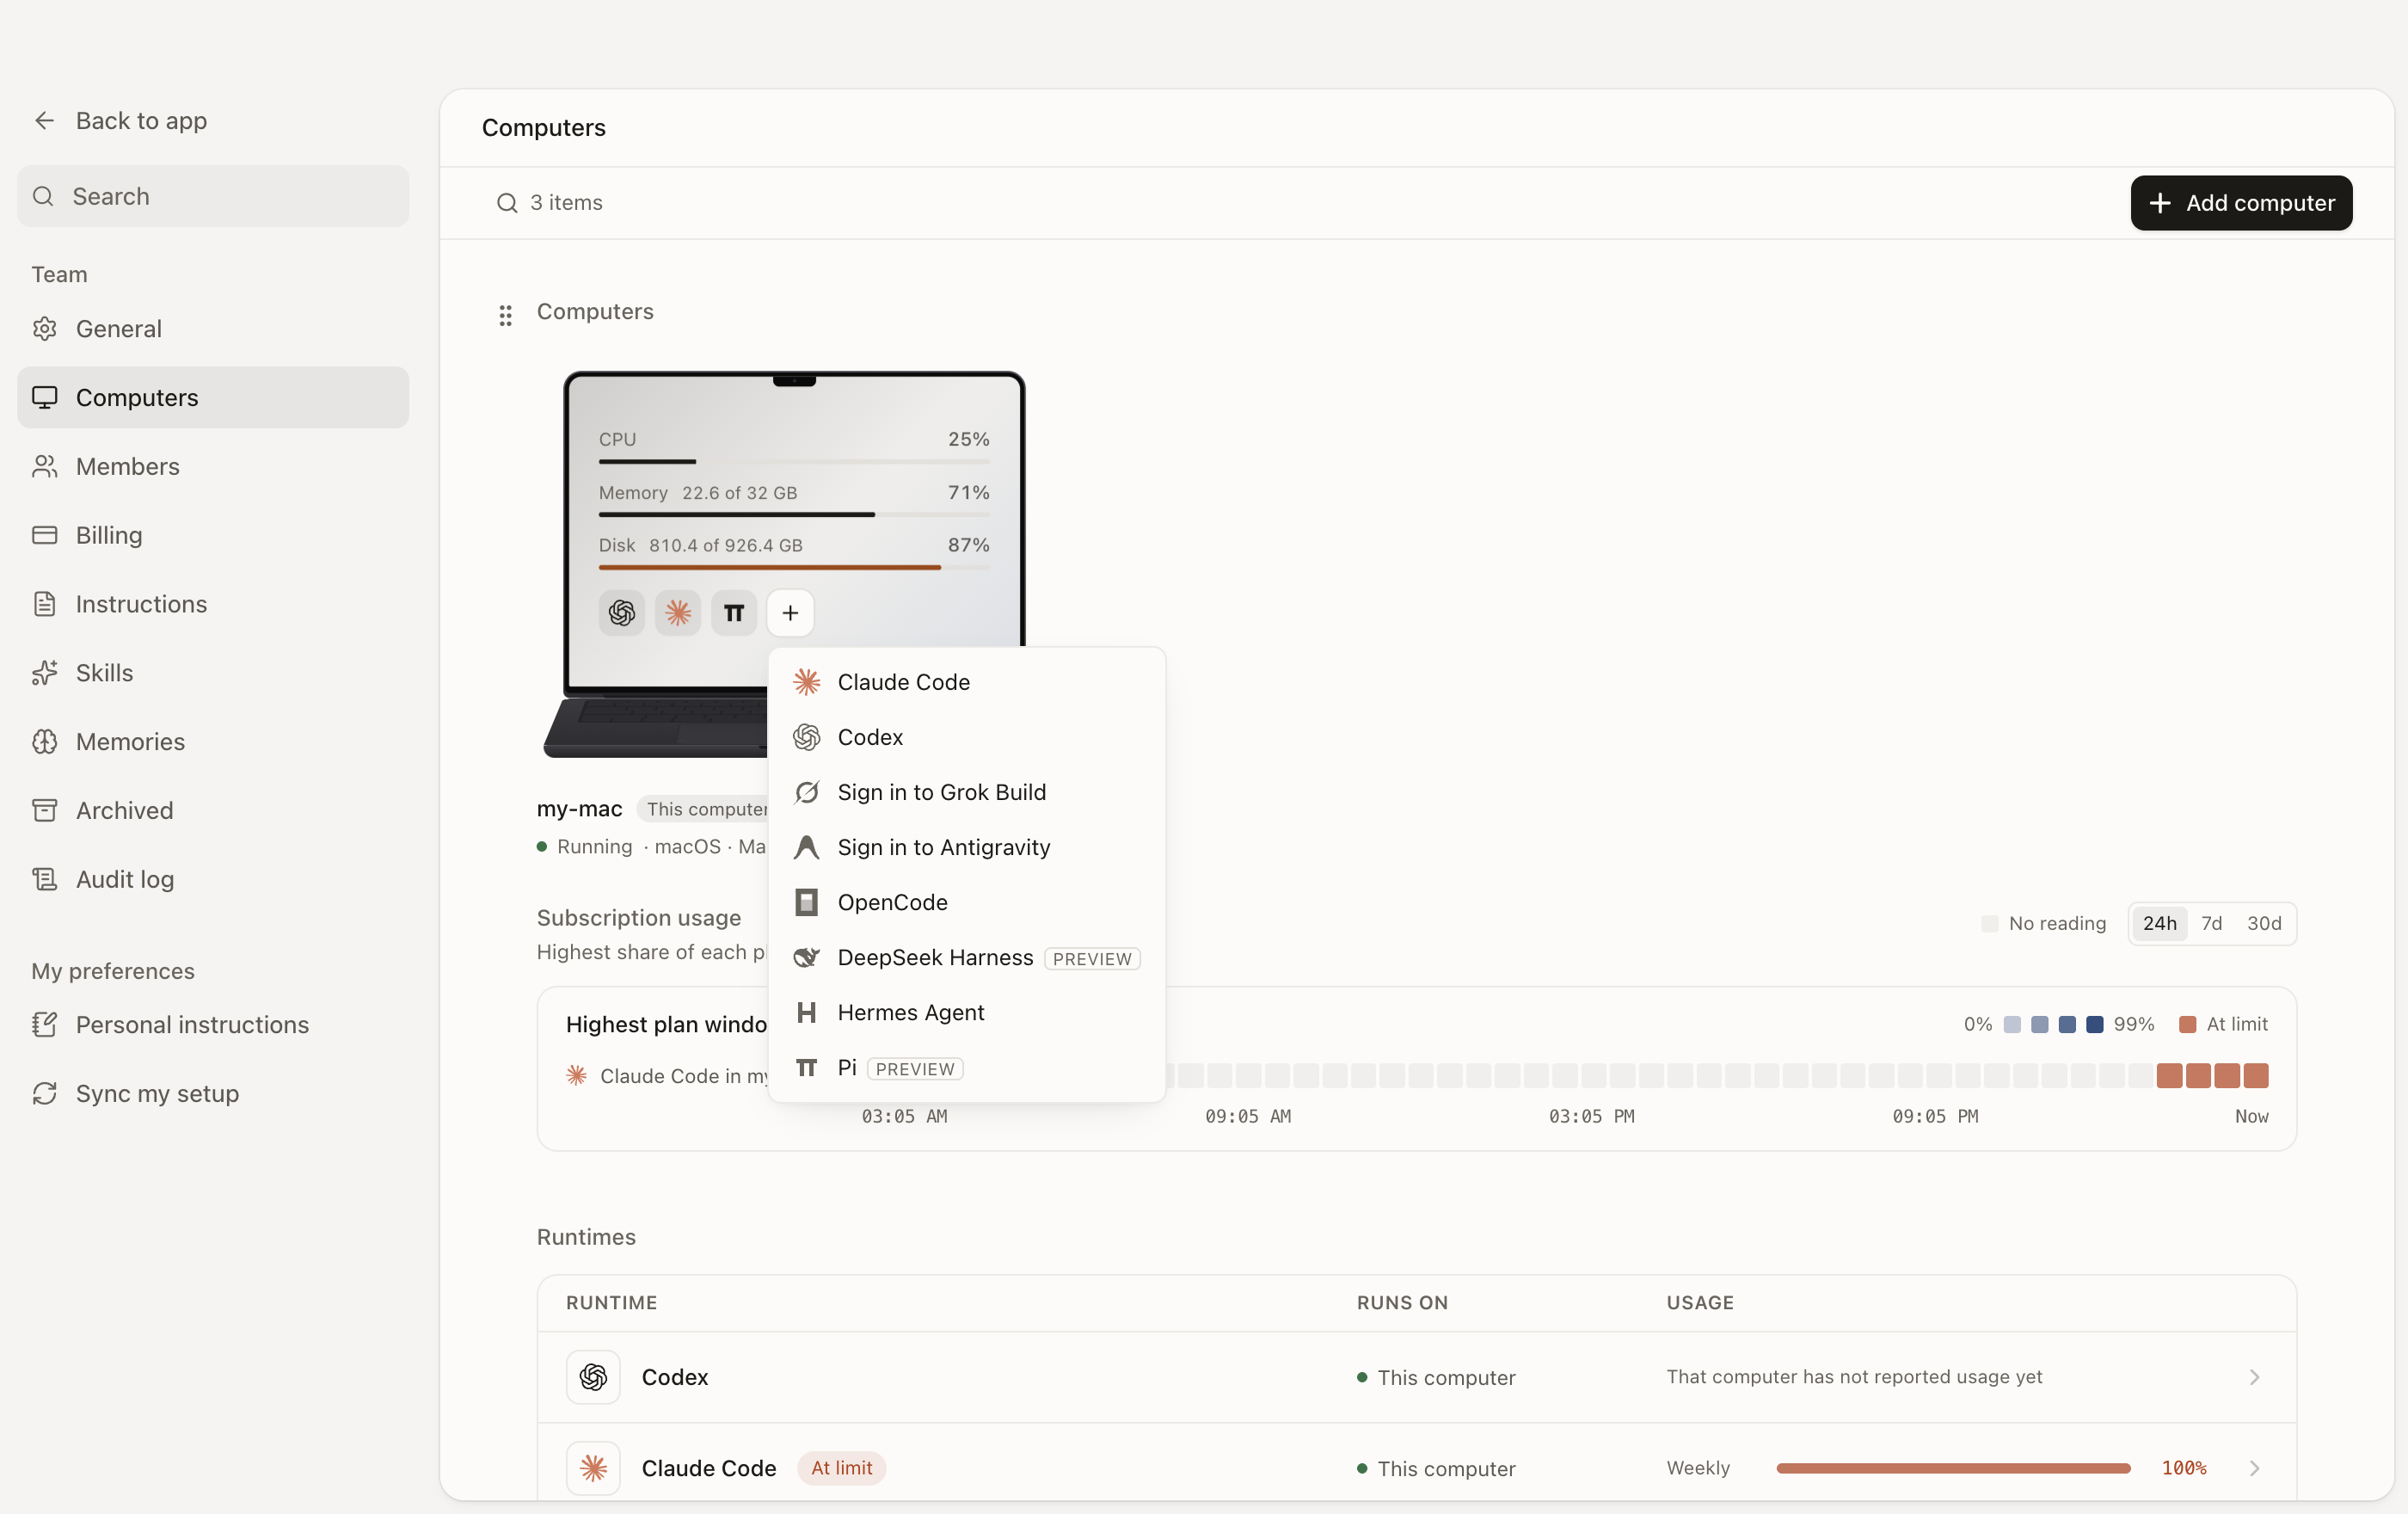 Back to app
Search
Team
General
Computers
Members
Billing
Instructions
Skills
Memories
Archived
Audit log
My preferences
Personal instructions
Sync my setup
Computers
3 items
Add computer
Computers
CPU 25%
Memory 22.6 of 32 GB 71%
Disk 810.4 of 926.4 GB 87%
Claude Code
Codex
Sign in to Grok Build
Sign in to Antigravity
OpenCode
DeepSeek Harness PREVIEW
Hermes Agent
Pi PREVIEW
my-mac This computer
Running · macOS ·
Subscription usage
Highest share of each
No reading 24h 7d 30d
Highest plan
0% 99% At limit
Claude Code in
03:05 AM 09:05 AM 03:05 PM 09:05 PM Now
Runtimes
RUNTIME RUNS ON USAGE
Codex This computer That computer has not reported usage yet
Claude Code At limit This computer Weekly 100%